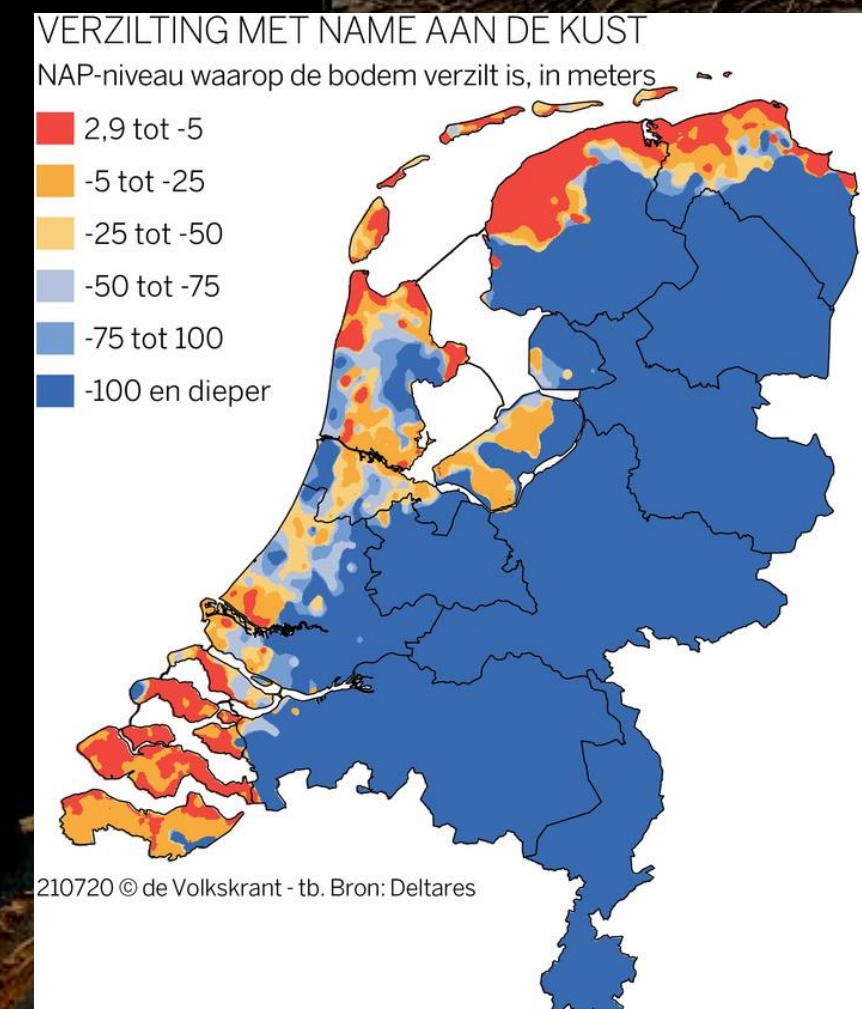 VERZILTING MET NAME AAN DE KUST
NAP-niveau waarop de bodem verzilt is, in meters
2,9 tot -5
-5 tot -25
-25 tot -50
-50 tot -75
-75 tot 100
-100 en dieper
210720 © de Volkskrant - tb. Bron: Deltares